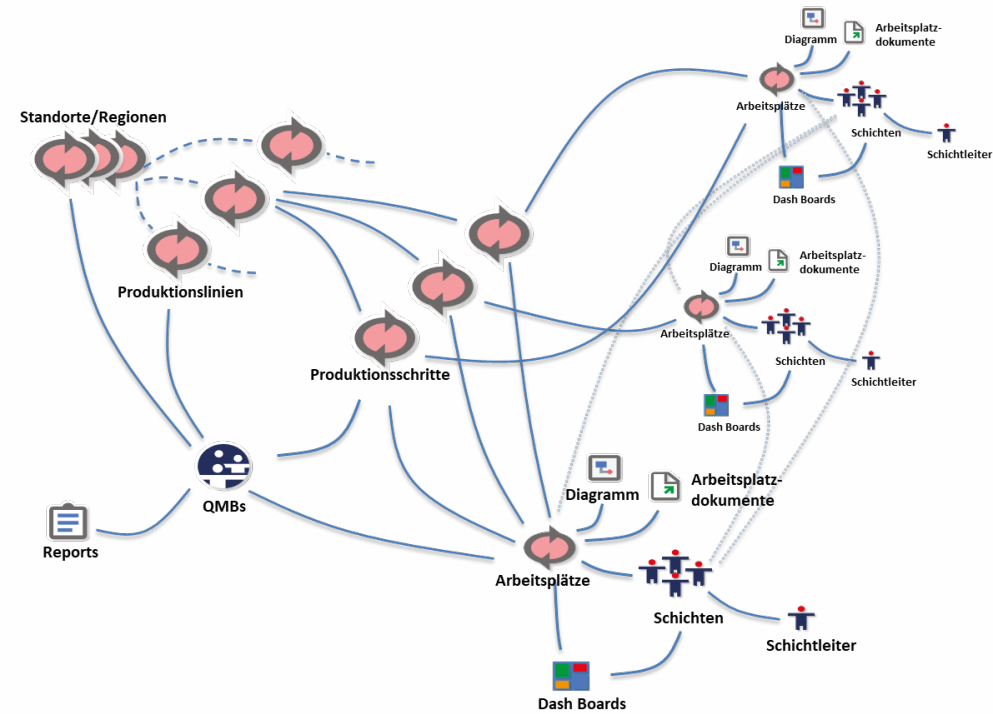 Diagramm
Arbeitsplatz-
dokumente
Arbeitsplätze
Schichten
Schichtleiter
Dash Boards
Standorte/Regionen
Diagramm
Arbeitsplatz-
dokumente
Produktionslinien
Arbeitsplätze
Schichten
Schichtleiter
Produktionsschritte
Dash Boards
Diagramm
Arbeitsplatz-
dokumente
QMBs
Reports
Arbeitsplätze
Schichten
Schichtleiter
Dash Boards